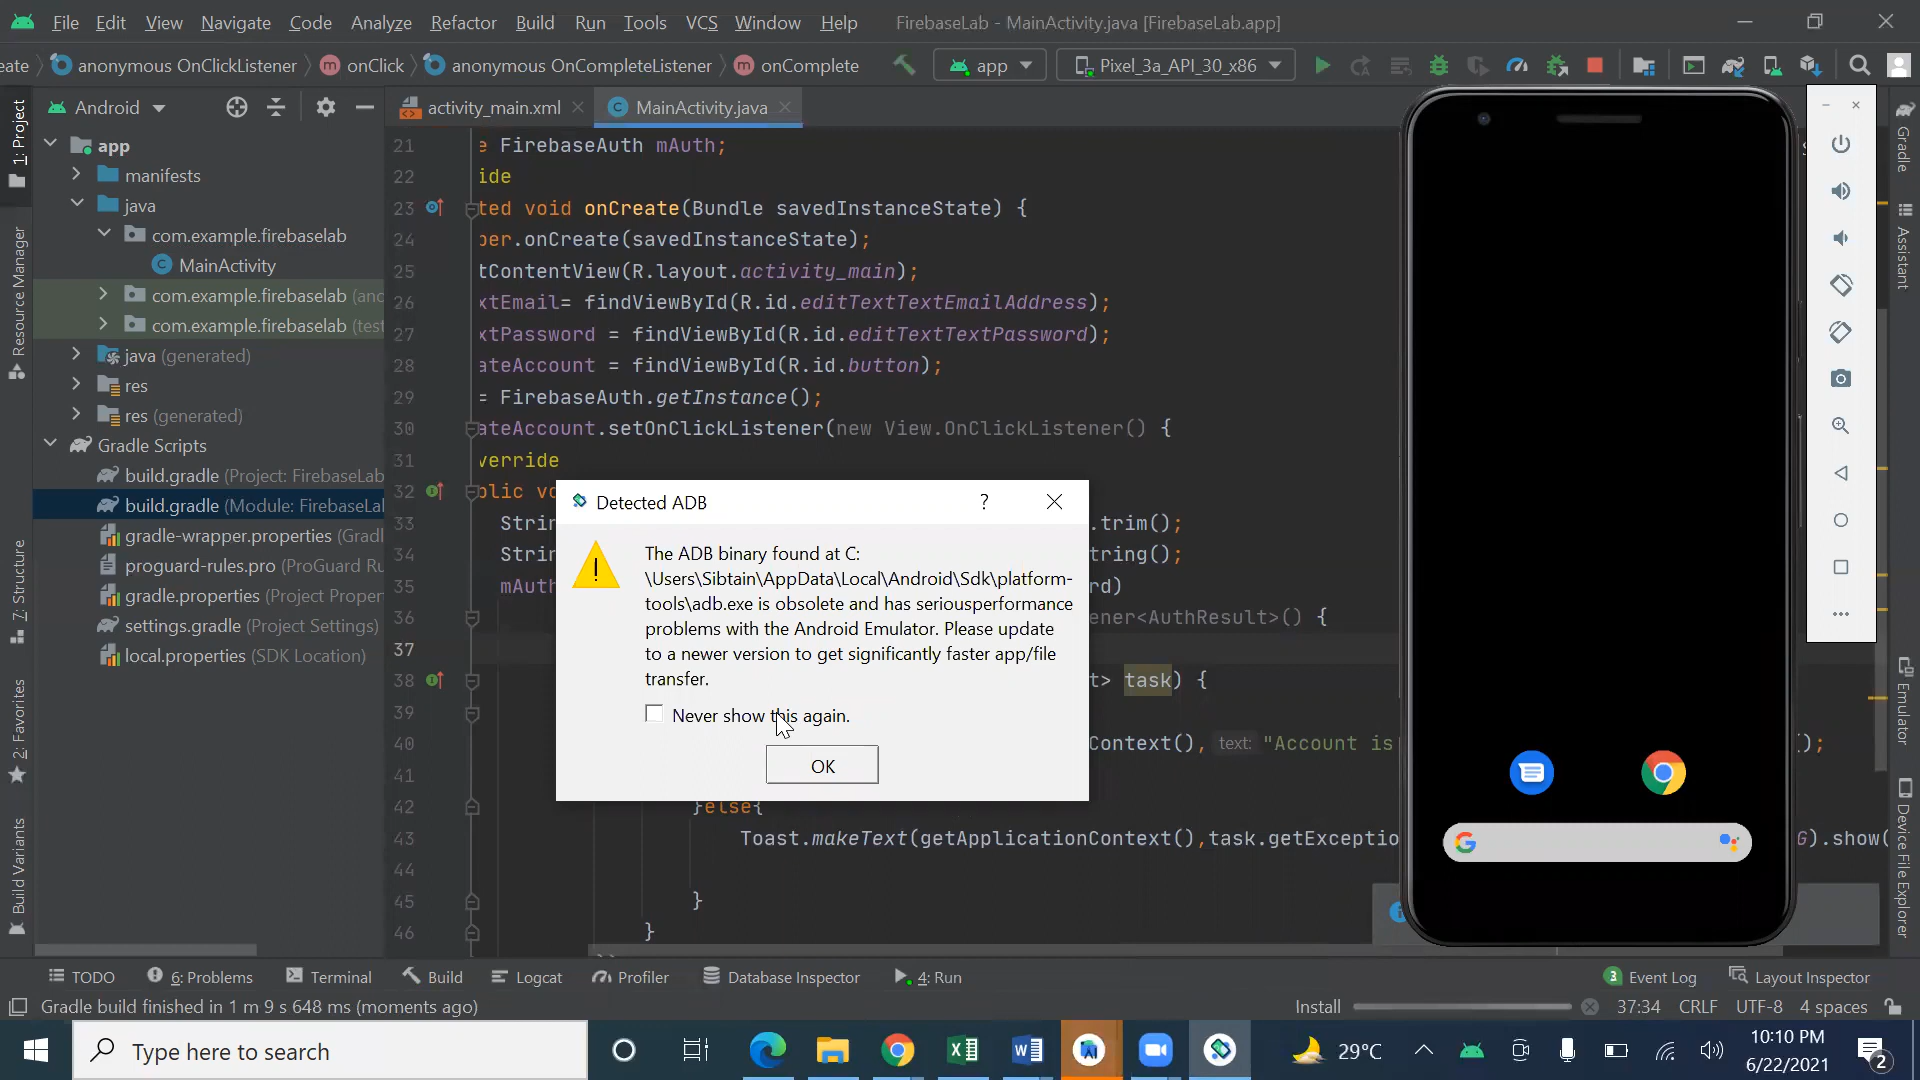 File Edit View Navigate Code Analyze Refactor Build Run Tools VCS Window Help FirebaseLab - MainActivity.java [FirebaseLab.app]
eate anonymous OnClickListener onClick anonymous OnCompleteListener onComplete app Pixel_3a_API_30_x86
Android
activity_main.xml MainActivity.java
1: Project
Resource Manager
7: Structure
2: Favorites
Build Variants
app
manifests
java
com.example.firebaselab
MainActivity
com.example.firebaselab (and
com.example.firebaselab (test
java (generated)
res
res (generated)
Gradle Scripts
build.gradle (Project: FirebaseLab
build.gradle (Module: FirebaseLa
gradle-wrapper.properties (Gradl
proguard-rules.pro (ProGuard Ru
gradle.properties (Project Proper
settings.gradle (Project Settings)
local.properties (SDK Location)
21 e FirebaseAuth mAuth;
22 ide
23 ted void onCreate(Bundle savedInstanceState) {
24 per.onCreate(savedInstanceState);
25 tContentView(R.layout.activity_main);
26 xtEmail= findViewById(R.id.editTextTextEmailAddress);
27 xtPassword = findViewById(R.id.editTextTextPassword);
28 ateAccount = findViewById(R.id.button);
29 = FirebaseAuth.getInstance();
30 ateAccount.setOnClickListener(new View.OnClickListener() {
31 verride
32 blic vo
33 Strin .trim();
34 Strin tring();
35 mAuth rd)
36 ener<AuthResult>() {
37
38 t> task) {
39
40 Context(), text: "Account is );
41
42 }else{
43 Toast.makeText(getApplicationContext(),task.getExceptio G).show(
44
45 }
46 }
Detected ADB ?
The ADB binary found at C:
\Users\Sibtain\AppData\Local\Android\Sdk\platform-
tools\adb.exe is obsolete and has seriousperformance
problems with the Android Emulator. Please update
to a newer version to get significantly faster app/file
transfer.
Never show this again.
OK
Gradle
Assistant
Emulator
Device File Explorer
TODO 6: Problems Terminal Build Logcat Profiler Database Inspector 4: Run 3 Event Log Layout Inspector
Gradle build finished in 1 m 9 s 648 ms (moments ago) Install 37:34 CRLF UTF-8 4 spaces
Type here to search 29°C 10:10 PM
6/22/2021 2